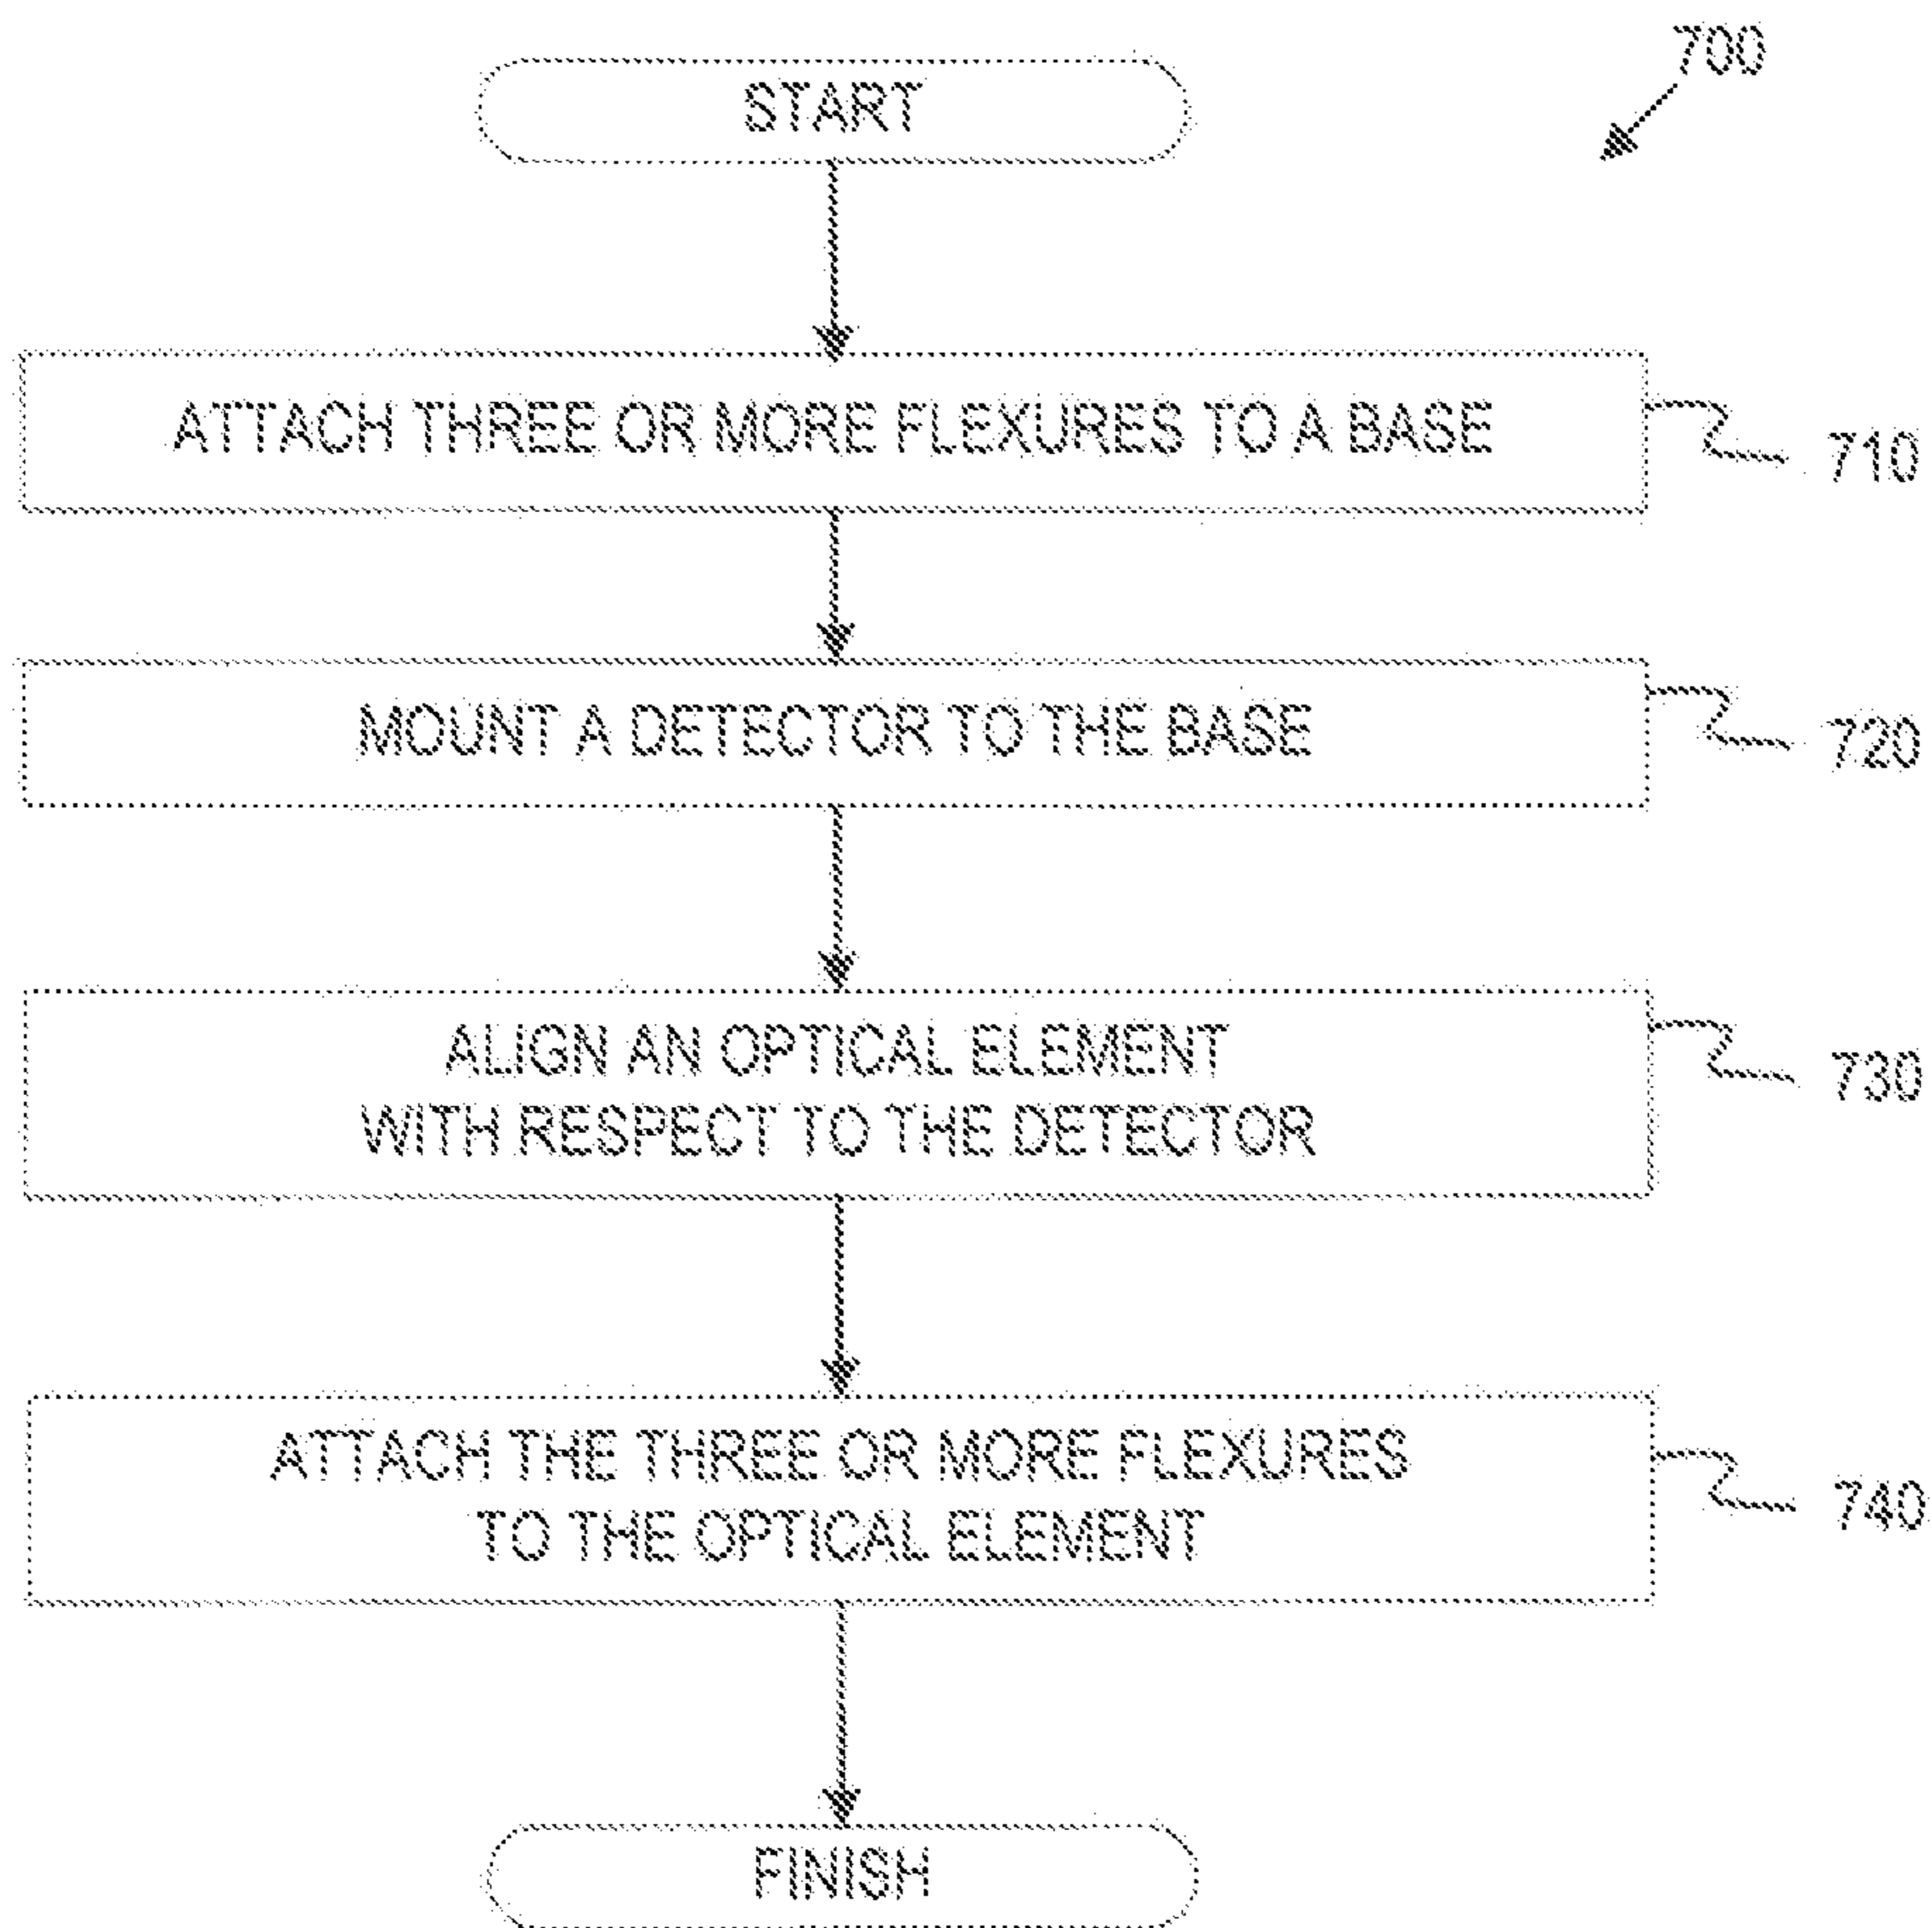 700
START
ATTACH THREE OR MORE FLEXURES TO A BASE
710
MOUNT A DETECTOR TO THE BASE
720
ALIGN AN OPTICAL ELEMENT
WITH RESPECT TO THE DETECTOR
730
ATTACH THE THREE OR MORE FLEXURES
TO THE OPTICAL ELEMENT
740
FINISH